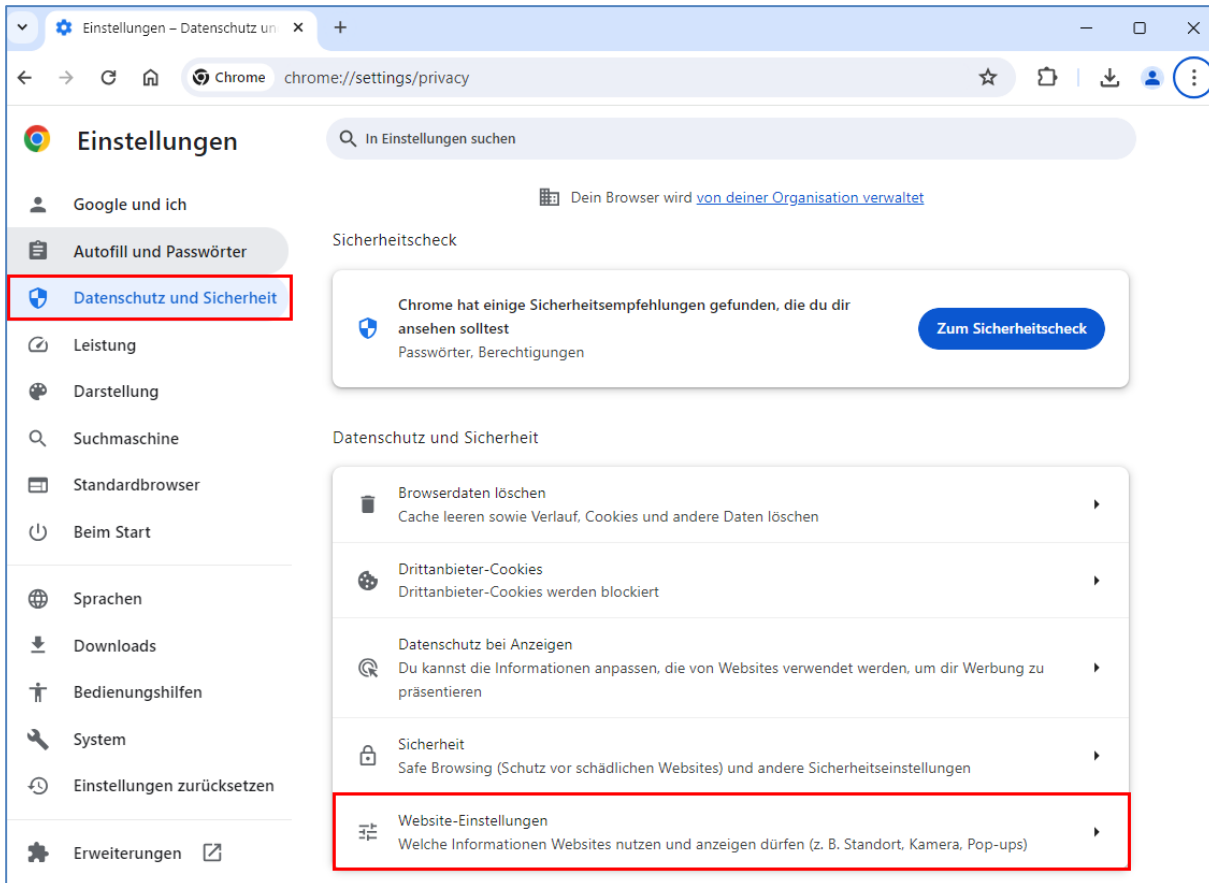 Einstellungen – Datenschutz un
Chrome
chrome://settings/privacy
Einstellungen
In Einstellungen suchen
Google und ich
Autofill und Passwörter
Datenschutz und Sicherheit
Leistung
Darstellung
Suchmaschine
Standardbrowser
Beim Start
Sprachen
Downloads
Bedienungshilfen
System
Einstellungen zurücksetzen
Erweiterungen
Dein Browser wird von deiner Organisation verwaltet
Sicherheitscheck
Chrome hat einige Sicherheitsempfehlungen gefunden, die du dir
ansehen solltest
Passwörter, Berechtigungen
Zum Sicherheitscheck
Datenschutz und Sicherheit
Browserdaten löschen
Cache leeren sowie Verlauf, Cookies und andere Daten löschen
Drittanbieter-Cookies
Drittanbieter-Cookies werden blockiert
Datenschutz bei Anzeigen
Du kannst die Informationen anpassen, die von Websites verwendet werden, um dir Werbung zu
präsentieren
Sicherheit
Safe Browsing (Schutz vor schädlichen Websites) und andere Sicherheitseinstellungen
Website-Einstellungen
Welche Informationen Websites nutzen und anzeigen dürfen (z. B. Standort, Kamera, Pop-ups)